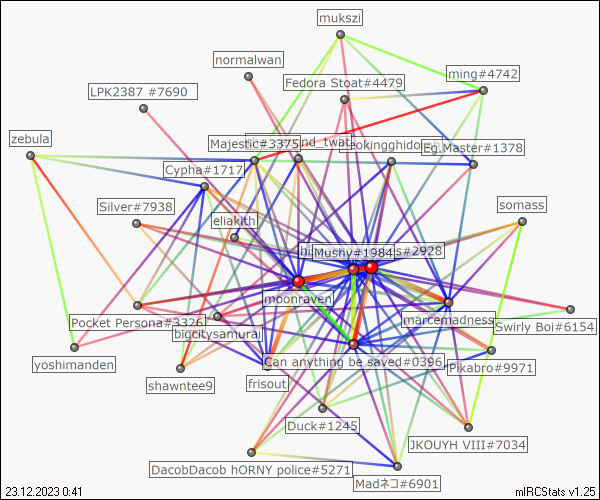 mukszi
normalwan
ming#4742
Fedora Stoat#4479
LPK2387 #7690
zebula
Majestic#3375
Eg.Master#1378
Cypha#1717
Silver#7938
somass
eliakith
Mushy#1984
#2928
moonraven
marcemadness
Pocket Persona#3326
bigcitysamurai
Swirly Boi#6154
yoshimanden
Can anything be saved#0396
Pikabro#9971
shawntee9
frisout
Duck#1245
JKOUYH VIII#7034
DacobDacob hORNY police#5271
Madネコ#6901
23.12.2023 0:41
mIRCStats v1.25